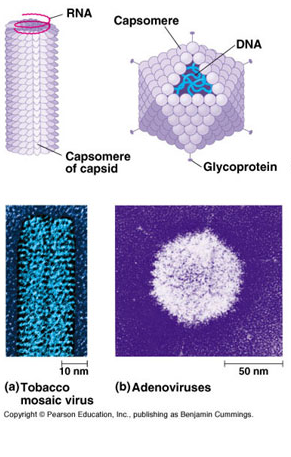 RNA
Capsomere
DNA
Capsomere
of capsid
Glycoprotein
10 nm
50 nm
(a) Tobacco
mosaic virus
(b) Adenoviruses
Copyright © Pearson Education, Inc., publishing as Benjamin Cummings.